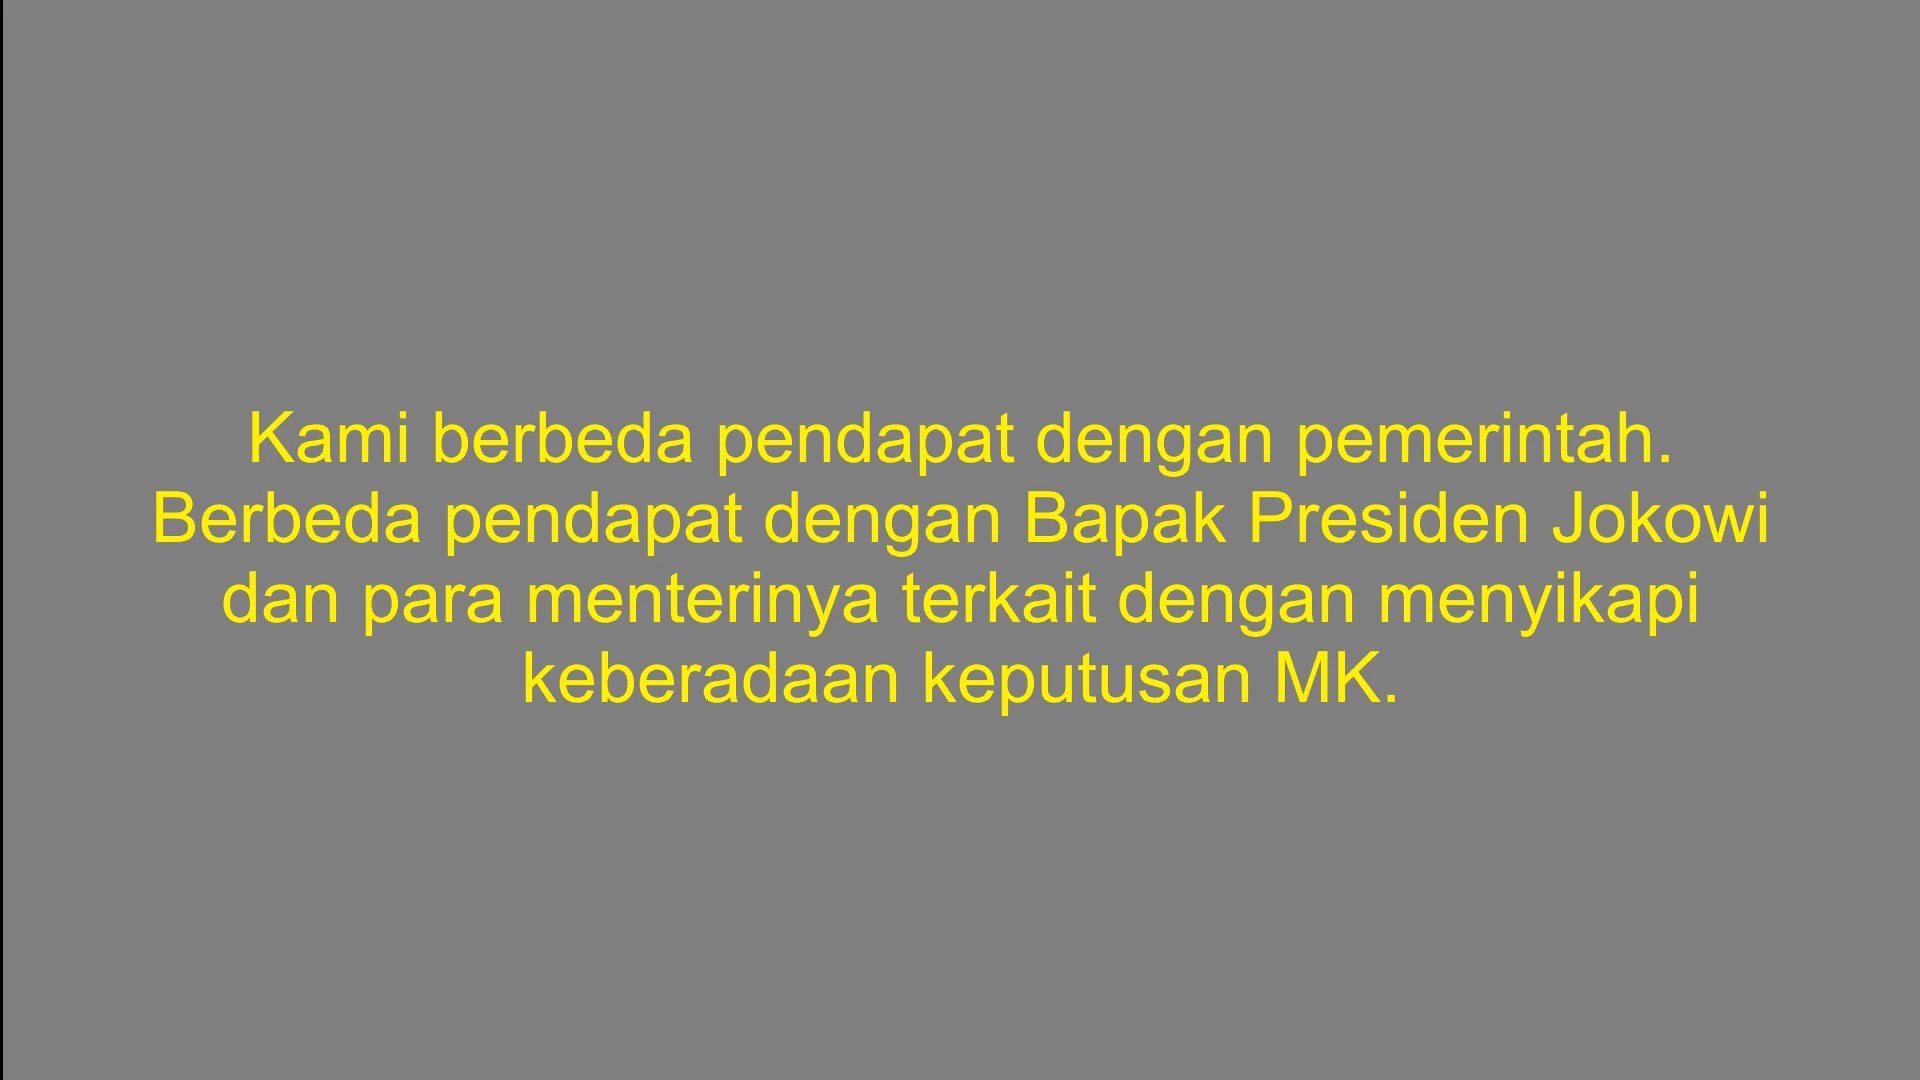 Kami berbeda pendapat dengan pemerintah.
Berbeda pendapat dengan Bapak Presiden Jokowi
dan para menterinya terkait dengan menyikapi
keberadaan keputusan MK.